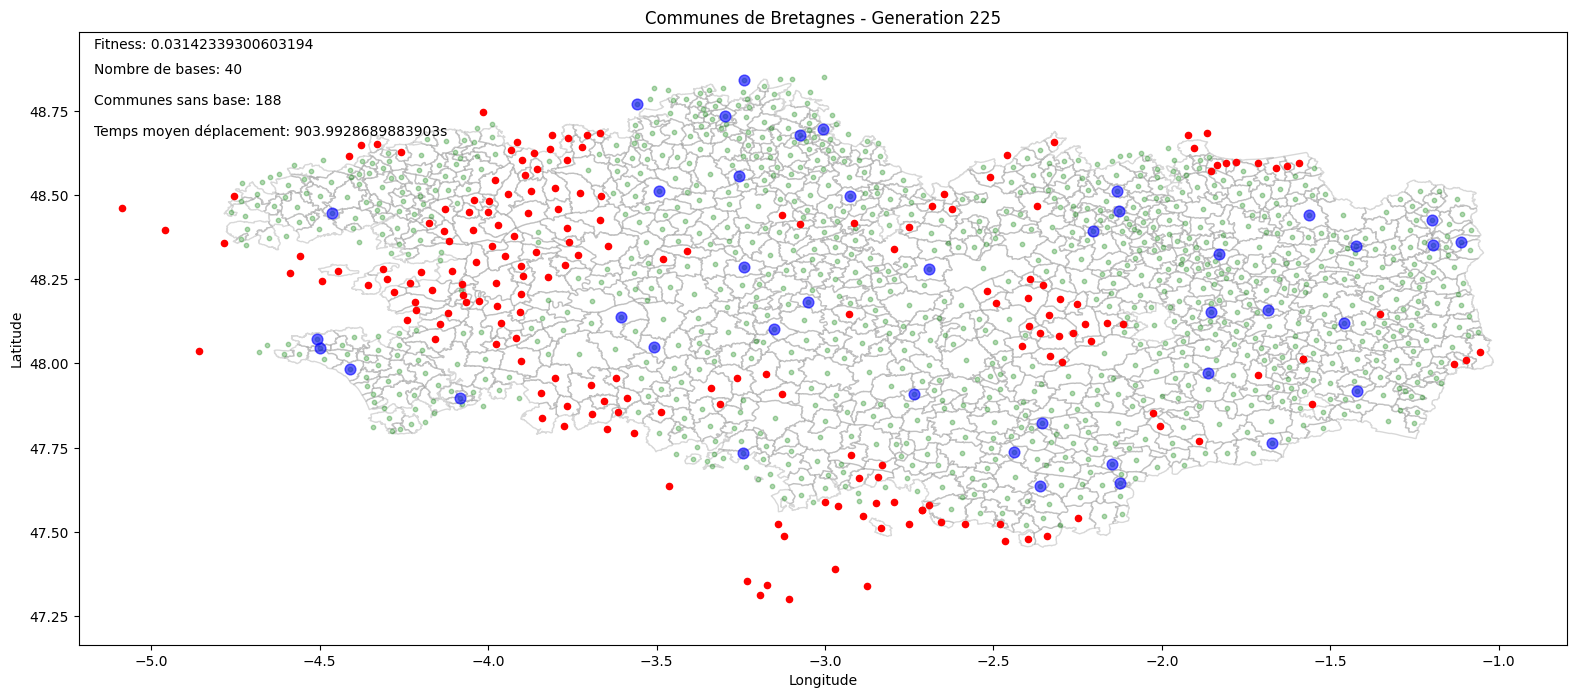 Communes de Bretagnes - Generation 225
Fitness: 0.03142339300603194
Nombre de bases: 40
Communes sans base: 188
Temps moyen déplacement: 903.9928689883903s
Latitude
48.75
48.50
48.25
48.00
47.75
47.50
47.25
−5.0 −4.5 −4.0 −3.5 −3.0 −2.5 −2.0 −1.5 −1.0
Longitude